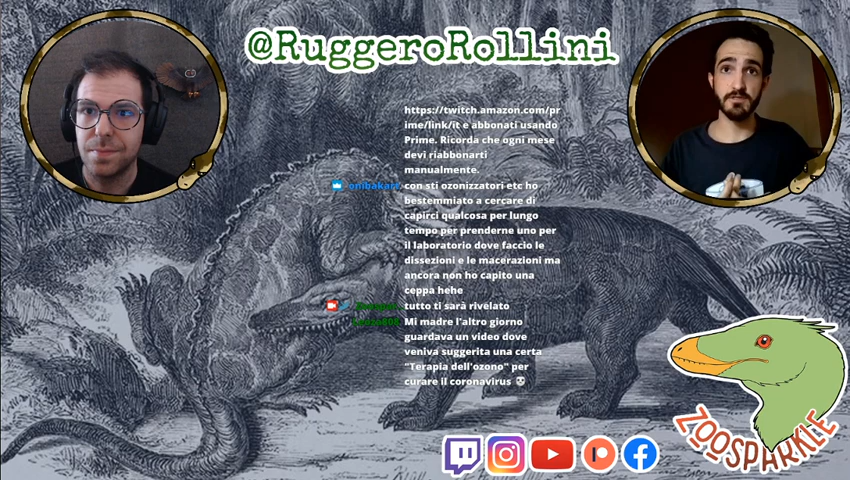 @RuggeroRollini
https://twitch.amazon.com/pr
ime/link/it e abbonati usando
Prime. Ricorda che ogni mese
devi riabbonarti
manualmente.
con sti ozonizzatori etc ho
bestemmiato a cercare di
capirci qualcosa per lungo
tempo per prenderne uno per
il laboratorio dove faccio le
dissezioni e le macerazioni ma
ancora non ho capito una
ceppa hehe
tutto ti sarà rivelato
Mi madre l'altro giorno
guardava un video dove
veniva suggerita una certa
"Terapia dell'ozono" per
curare il coronavirus
ZOOSPARKLE